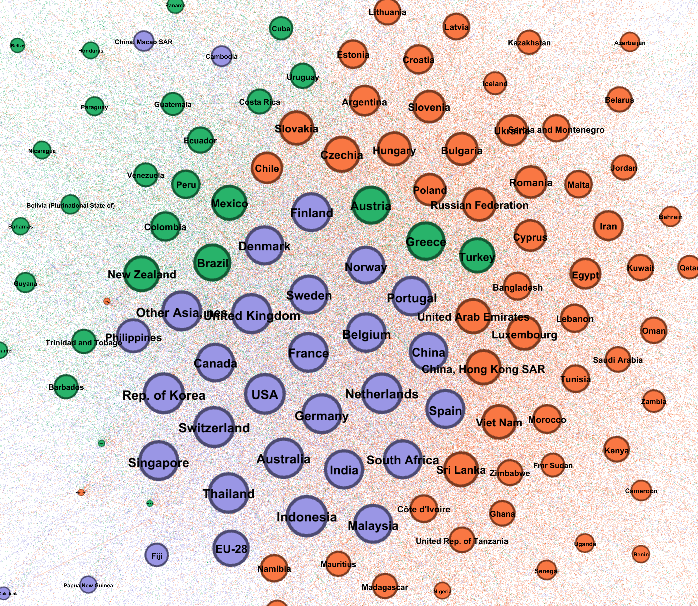 Panama
Lithuania
Latvia
Cuba
Belize
Honduras
China, Macao SAR
Cambodia
Estonia
Croatia
Kazakhstan
Azerbaijan
Uruguay
Iceland
Paraguay
Guatemala
Costa Rica
Argentina
Slovenia
Belarus
Slovakia
Ukraine
Serbia and Montenegro
Ecuador
Nicaragua
Czechia
Hungary
Bulgaria
Chile
Jordan
Venezuela
Peru
Poland
Romania
Malta
Bolivia (Plurinational State of)
Mexico
Finland
Austria
Russian Federation
Bahrain
Bahamas
Colombia
Iran
Denmark
Greece
Cyprus
Brazil
Norway
Turkey
New Zealand
Egypt
Kuwait
Qatar
Guyana
Bangladesh
Sweden
Portugal
Other Asia, nes
United Kingdom
United Arab Emirates
Lebanon
Philippines
Belgium
Luxembourg
Oman
Trinidad and Tobago
France
China
Saudi Arabia
Canada
China, Hong Kong SAR
Tunisia
Barbados
Rep. of Korea
USA
Netherlands
Zambia
Germany
Spain
Switzerland
Viet Nam
Morocco
Kenya
Singapore
Australia
India
South Africa
Sri Lanka
Zimbabwe
Fmr Sudan
Thailand
Cameroon
Indonesia
Malaysia
Côte d'Ivoire
Ghana
EU-28
United Rep. of Tanzania
Uganda
Fiji
Benin
Namibia
Mauritius
Senegal
Papua New Guinea
Madagascar
Niger